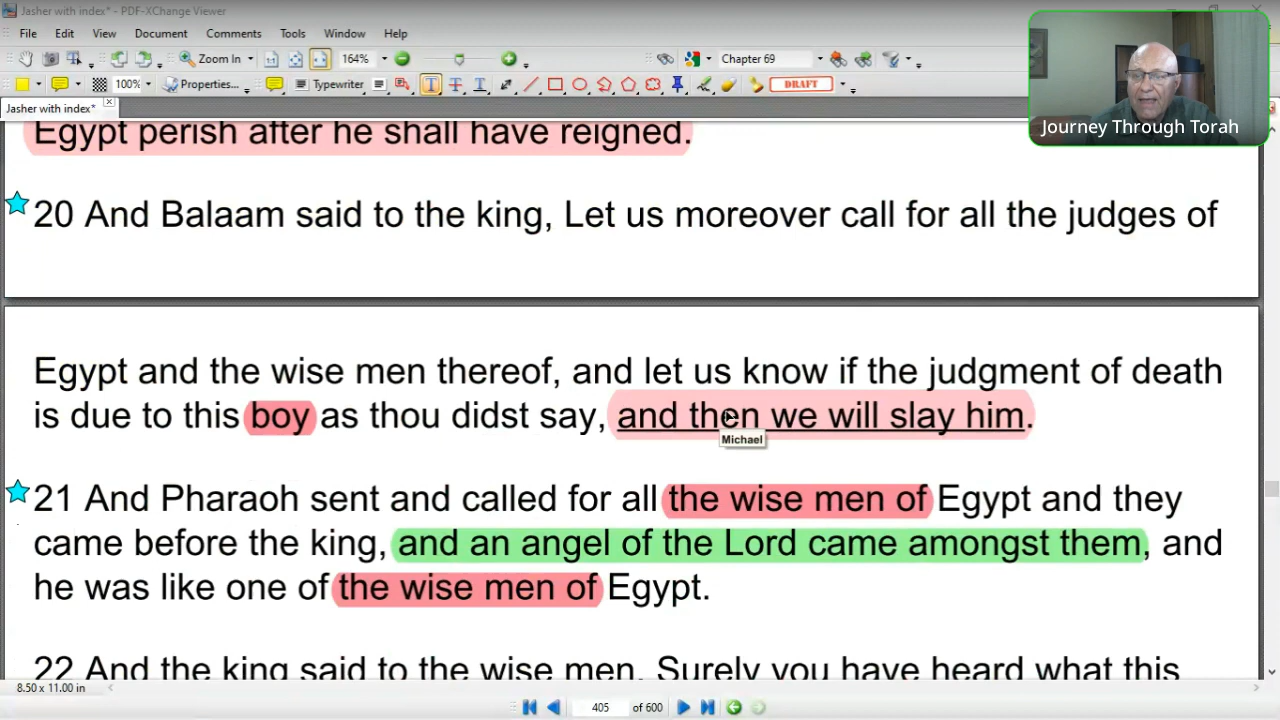 Jasher with index* - PDF-XChange Viewer
File Edit View Document Comments Tools Window Help
Zoom In 164% Chapter 69
100% Properties... Typewriter DRAFT
Jasher with index*
Journey Through Torah
Egypt perish after he shall have reigned.
20 And Balaam said to the king, Let us moreover call for all the judges of
Egypt and the wise men thereof, and let us know if the judgment of death
is due to this boy as thou didst say, and then we will slay him.
Michael
21 And Pharaoh sent and called for all the wise men of Egypt and they
came before the king, and an angel of the Lord came amongst them, and
he was like one of the wise men of Egypt.
22 And the king said to the wise men, Surely you have heard what this
8.50 x 11.00 in
405 of 600